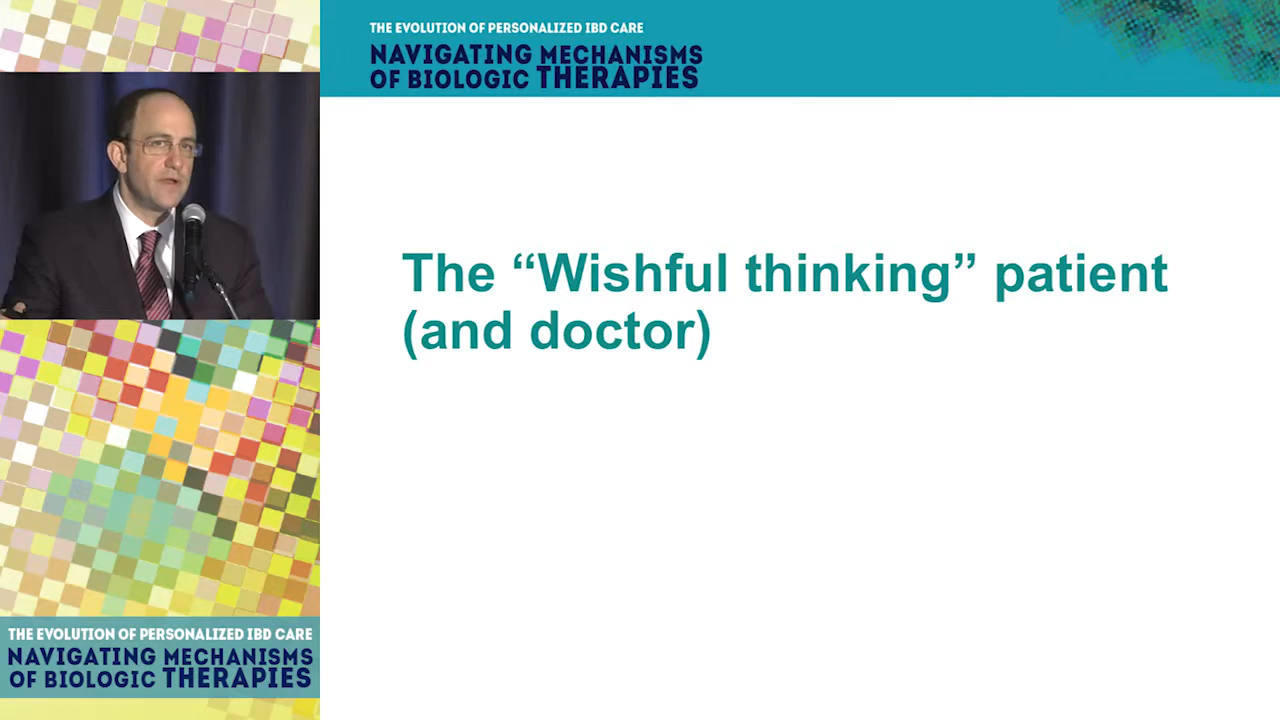 THE EVOLUTION OF PERSONALIZED IBD CARE
NAVIGATING MECHANISMS
OF BIOLOGIC THERAPIES
The “Wishful thinking” patient
(and doctor)
THE EVOLUTION OF PERSONALIZED IBD CARE
NAVIGATING MECHANISMS
OF BIOLOGIC THERAPIES